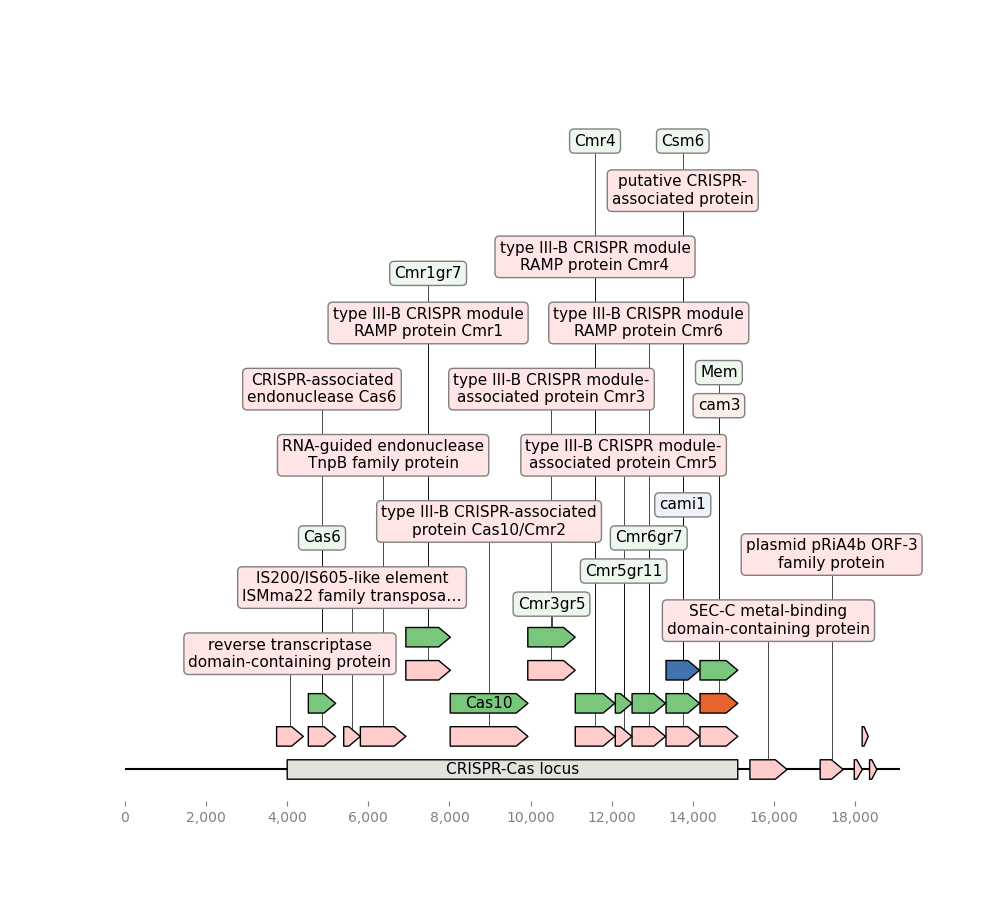 Cmr4
Csm6
putative CRISPR-
associated protein
type III-B CRISPR module
RAMP protein Cmr4
Cmr1gr7
type III-B CRISPR module
RAMP protein Cmr1
type III-B CRISPR module
RAMP protein Cmr6
Mem
CRISPR-associated
endonuclease Cas6
type III-B CRISPR module-
associated protein Cmr3
cam3
RNA-guided endonuclease
TnpB family protein
type III-B CRISPR module-
associated protein Cmr5
cami1
type III-B CRISPR-associated
protein Cas10/Cmr2
Cas6
Cmr6gr7
plasmid pRiA4b ORF-3
family protein
Cmr5gr11
IS200/IS605-like element
ISMma22 family transposa...
Cmr3gr5
SEC-C metal-binding
domain-containing protein
reverse transcriptase
domain-containing protein
Cas10
CRISPR-Cas locus
0
2,000
4,000
6,000
8,000
10,000
12,000
14,000
16,000
18,000